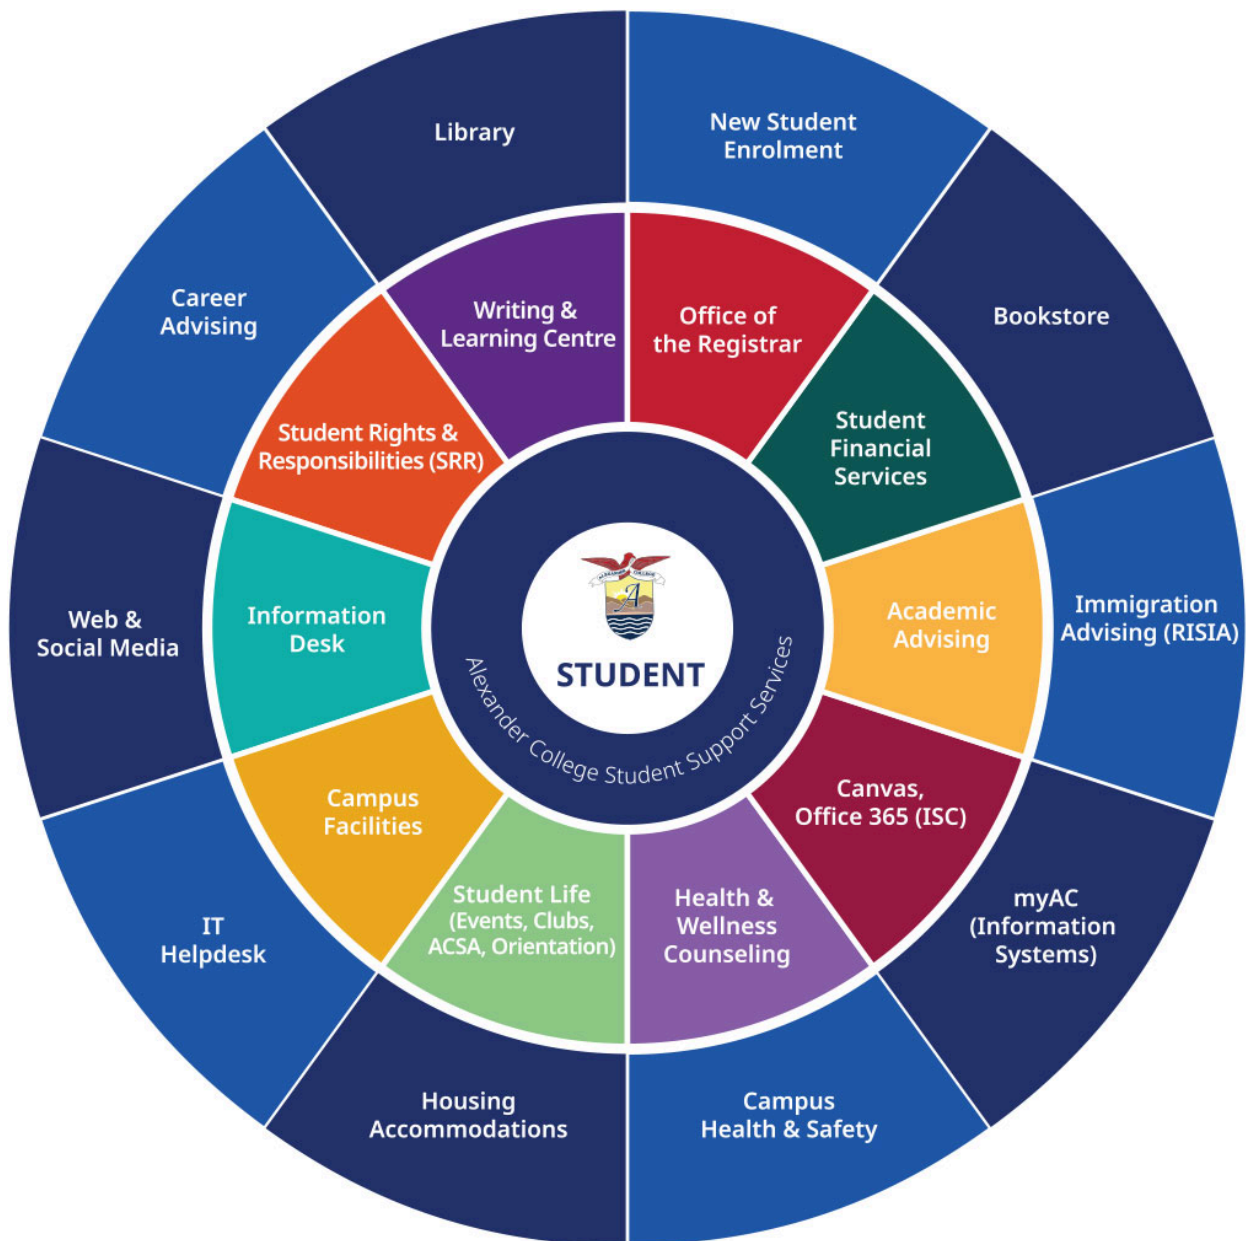 Library
New Student
Enrolment
Bookstore
Immigration
Advising (RISIA)
myAC
(Information
Systems)
Campus
Health & Safety
Housing
Accommodations
IT
Helpdesk
Web &
Social Media
Career
Advising
Writing &
Learning Centre
Office of
the Registrar
Student
Financial
Services
Academic
Advising
Canvas,
Office 365 (ISC)
Health &
Wellness
Counseling
Student Life
(Events, Clubs,
ACSA, Orientation)
Campus
Facilities
Information
Desk
Student Rights &
Responsibilities (SRR)
ALEXANDER COLLEGE
A
STUDENT
Alexander College Student Support Services